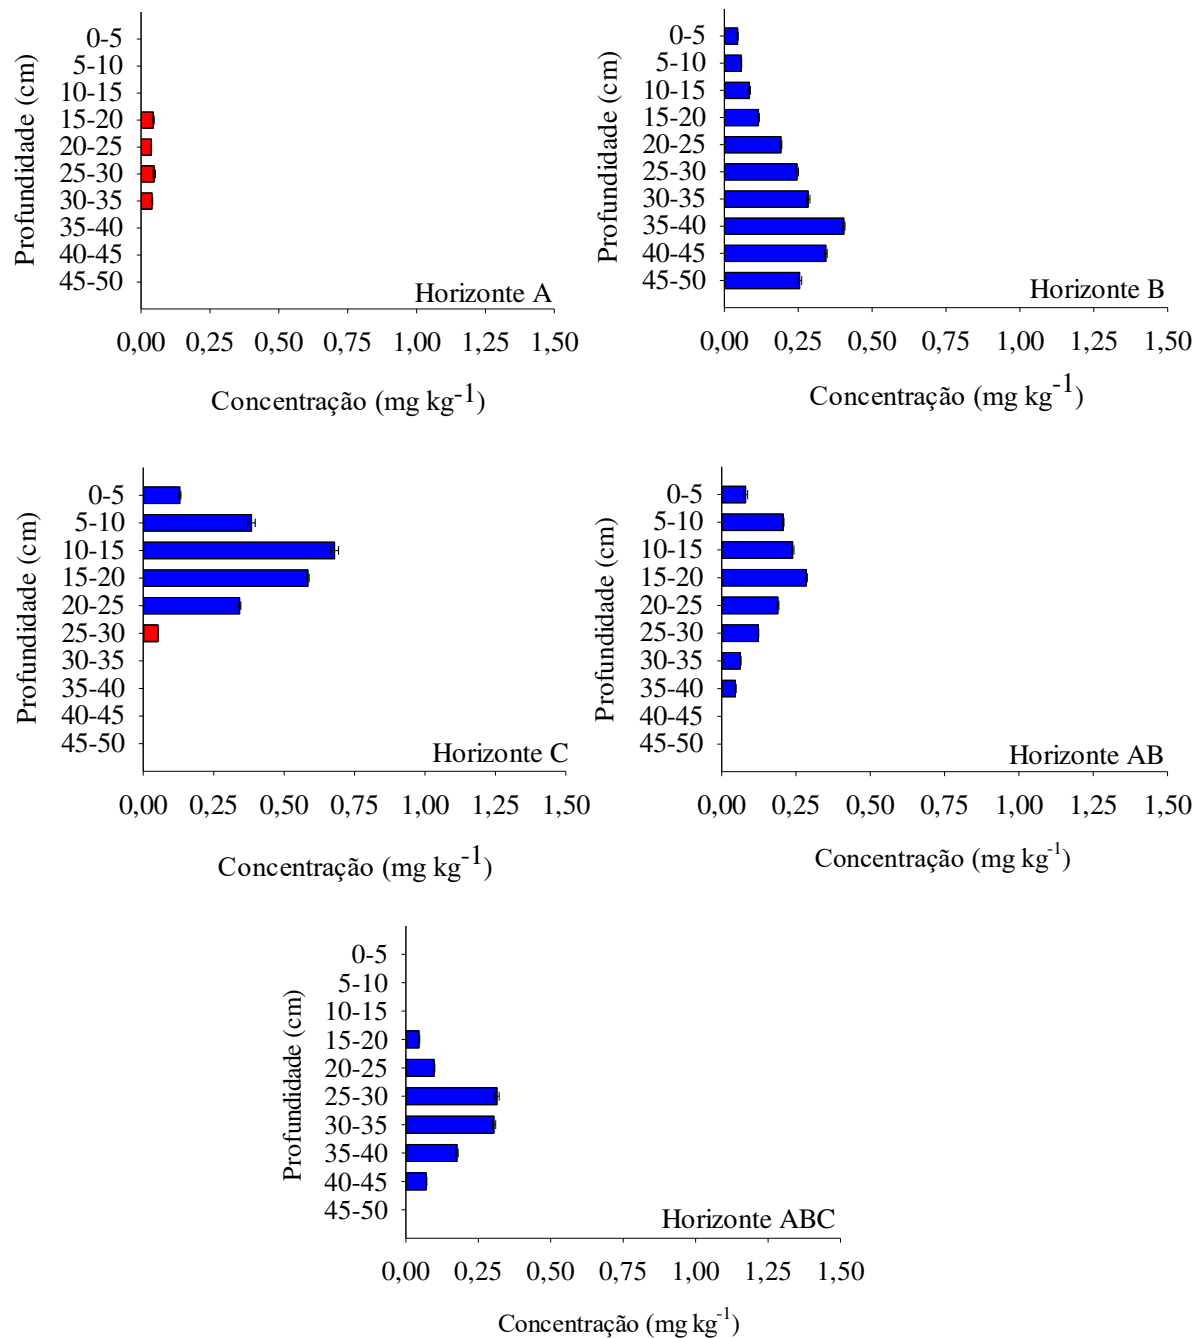 Profundidade (cm)
0-5
5-10
10-15
15-20
20-25
25-30
30-35
35-40
40-45
45-50
Horizonte A
0,00 0,25 0,50 0,75 1,00 1,25 1,50
Concentração (mg kg-1)
Profundidade (cm)
0-5
5-10
10-15
15-20
20-25
25-30
30-35
35-40
40-45
45-50
Horizonte B
0,00 0,25 0,50 0,75 1,00 1,25 1,50
Concentração (mg kg-1)
Profundidade (cm)
0-5
5-10
10-15
15-20
20-25
25-30
30-35
35-40
40-45
45-50
Horizonte C
0,00 0,25 0,50 0,75 1,00 1,25 1,50
Concentração (mg kg-1)
Profundidade (cm)
0-5
5-10
10-15
15-20
20-25
25-30
30-35
35-40
40-45
45-50
Horizonte AB
0,00 0,25 0,50 0,75 1,00 1,25 1,50
Concentração (mg kg-1)
Profundidade (cm)
0-5
5-10
10-15
15-20
20-25
25-30
30-35
35-40
40-45
45-50
Horizonte ABC
0,00 0,25 0,50 0,75 1,00 1,25 1,50
Concentração (mg kg-1)